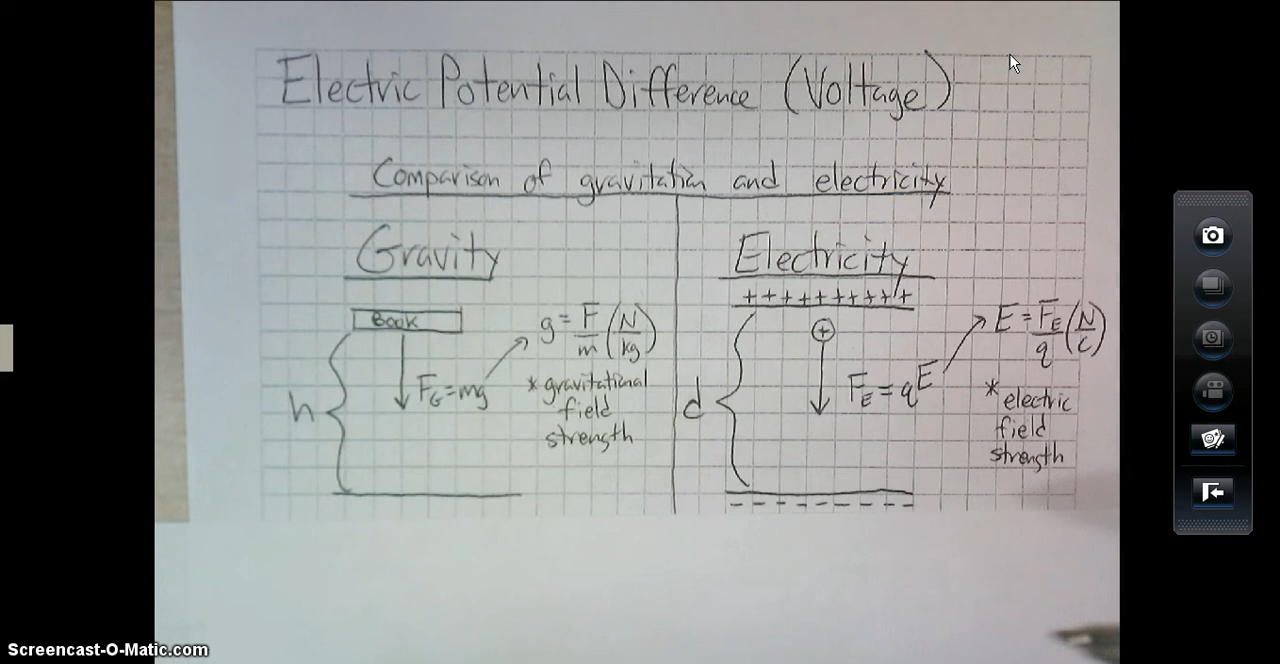 Electric Potential Difference (Voltage)
Comparison of gravitation and electricity
Gravity
Book
h
F_G = mg
g = F/m (N/kg)
* gravitational
field
strength
Electricity
+ + + + + + + + + +
+
d
F_E = qE
E = F_E/q (N/C)
* electric
field
strength
- - - - - - - - -
Screencast-O-Matic.com